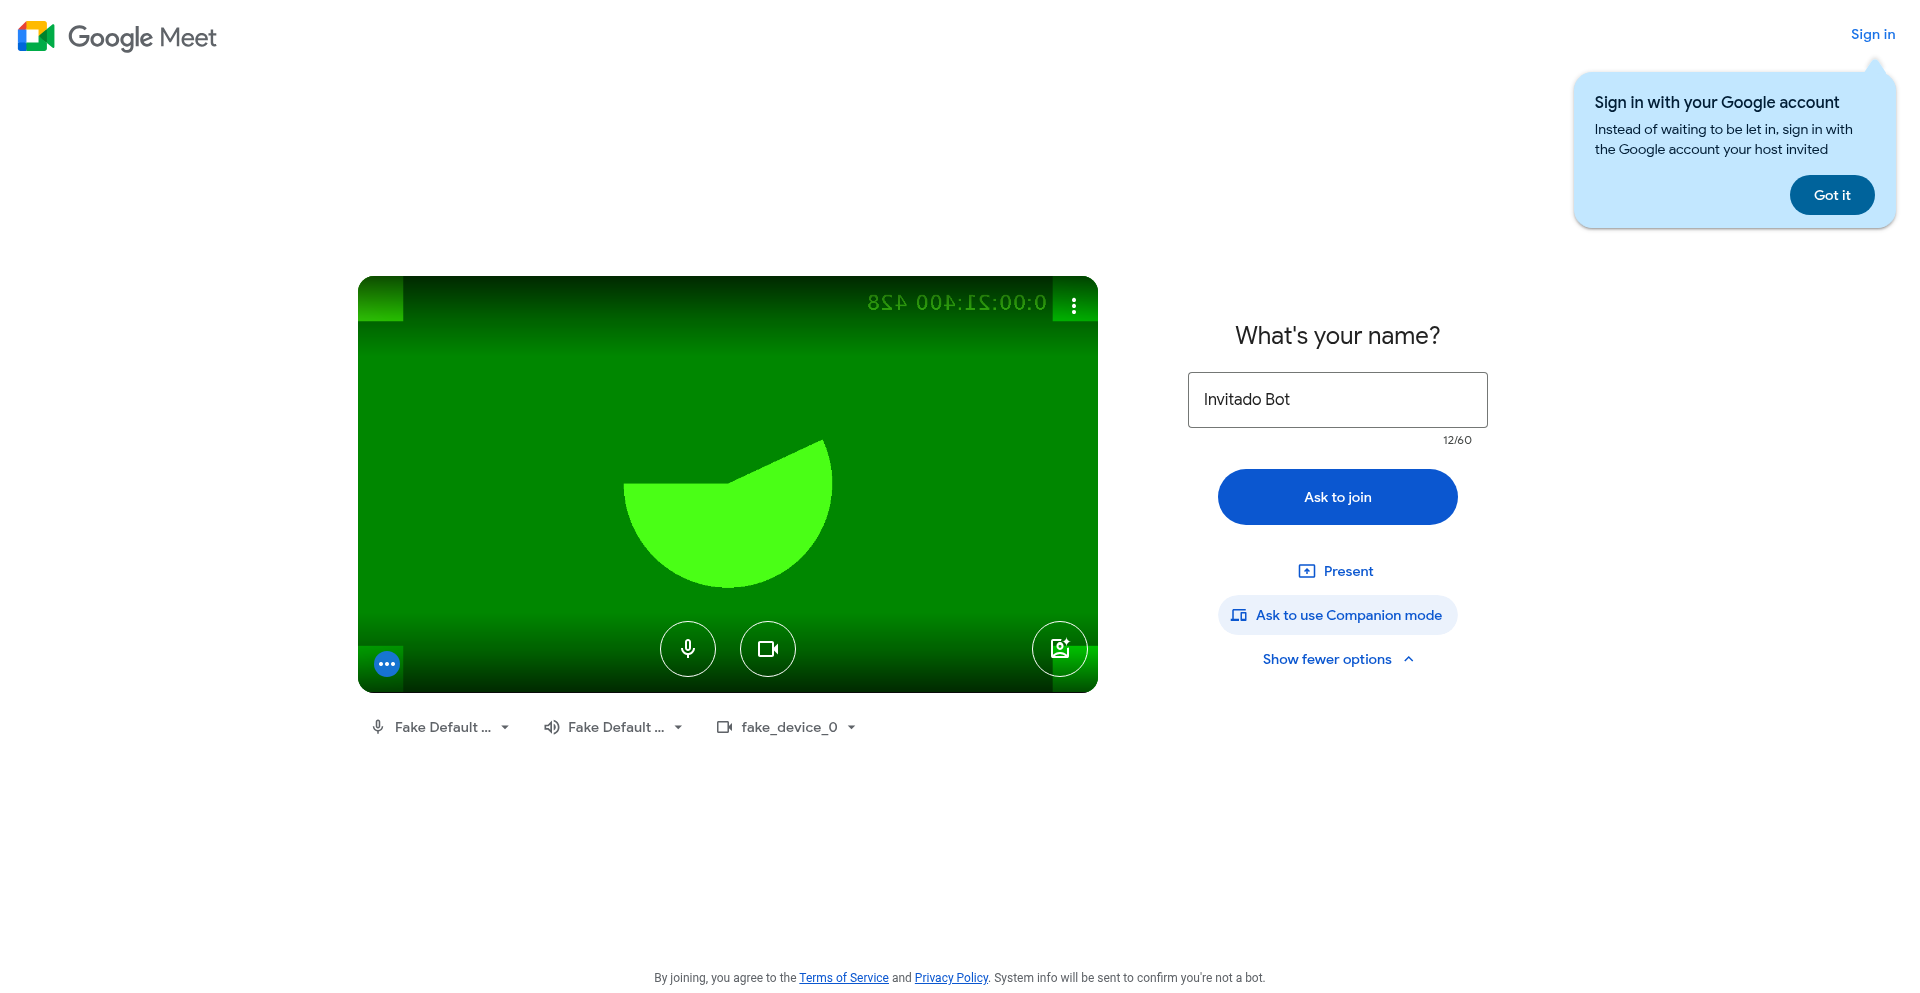 Google Meet
Sign in
Sign in with your Google account
Instead of waiting to be let in, sign in with
the Google account your host invited
Got it
0:00:21:400 428
What's your name?
Invitado Bot
12/60
Ask to join
Present
Ask to use Companion mode
Show fewer options
Fake Default ...
Fake Default ...
fake_device_0
By joining, you agree to the Terms of Service and Privacy Policy. System info will be sent to confirm you're not a bot.